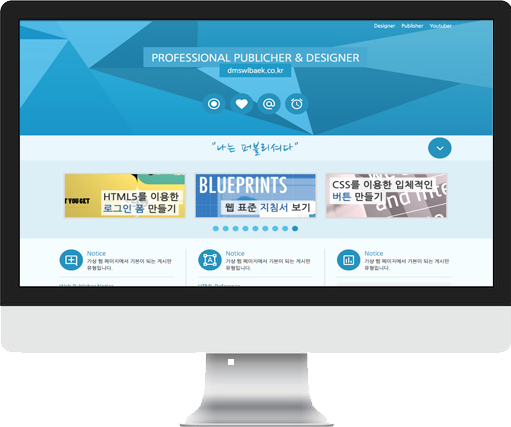 Designer Publisher Youtuber
PROFESSIONAL PUBLICHER & DESIGNER
dmswlbaek.co.kr
"나는 퍼블리셔다"
HTML5를 이용한
로그인 폼 만들기
BLUEPRINTS
웹 표준 지침서 보기
CSS를 이용한 입체적인
버튼 만들기
Notice
가상 웹 페이지에서 기본이 되는 게시판
유형입니다.
Notice
가상 웹 페이지에서 기본이 되는 게시판
유형입니다.
Notice
가상 웹 페이지에서 기본이 되는 게시판
유형입니다.